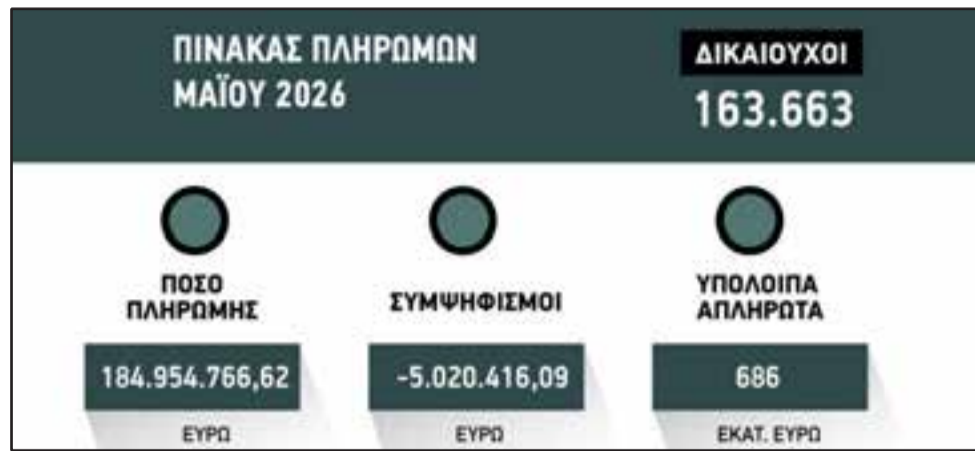 ΠΙΝΑΚΑΣ ΠΛΗΡΩΜΩΝ
ΜΑΪΟΥ 2026
ΔΙΚΑΙΟΥΧΟΙ
163.663
ΠΟΣΟ
ΠΛΗΡΩΜΗΣ
184.954.766,62
ΕΥΡΩ
ΣΥΜΨΗΦΙΣΜΟΙ
-5.020.416,09
ΕΥΡΩ
ΥΠΟΛΟΙΠΑ
ΑΠΛΗΡΩΤΑ
686
ΕΚΑΤ. ΕΥΡΩ